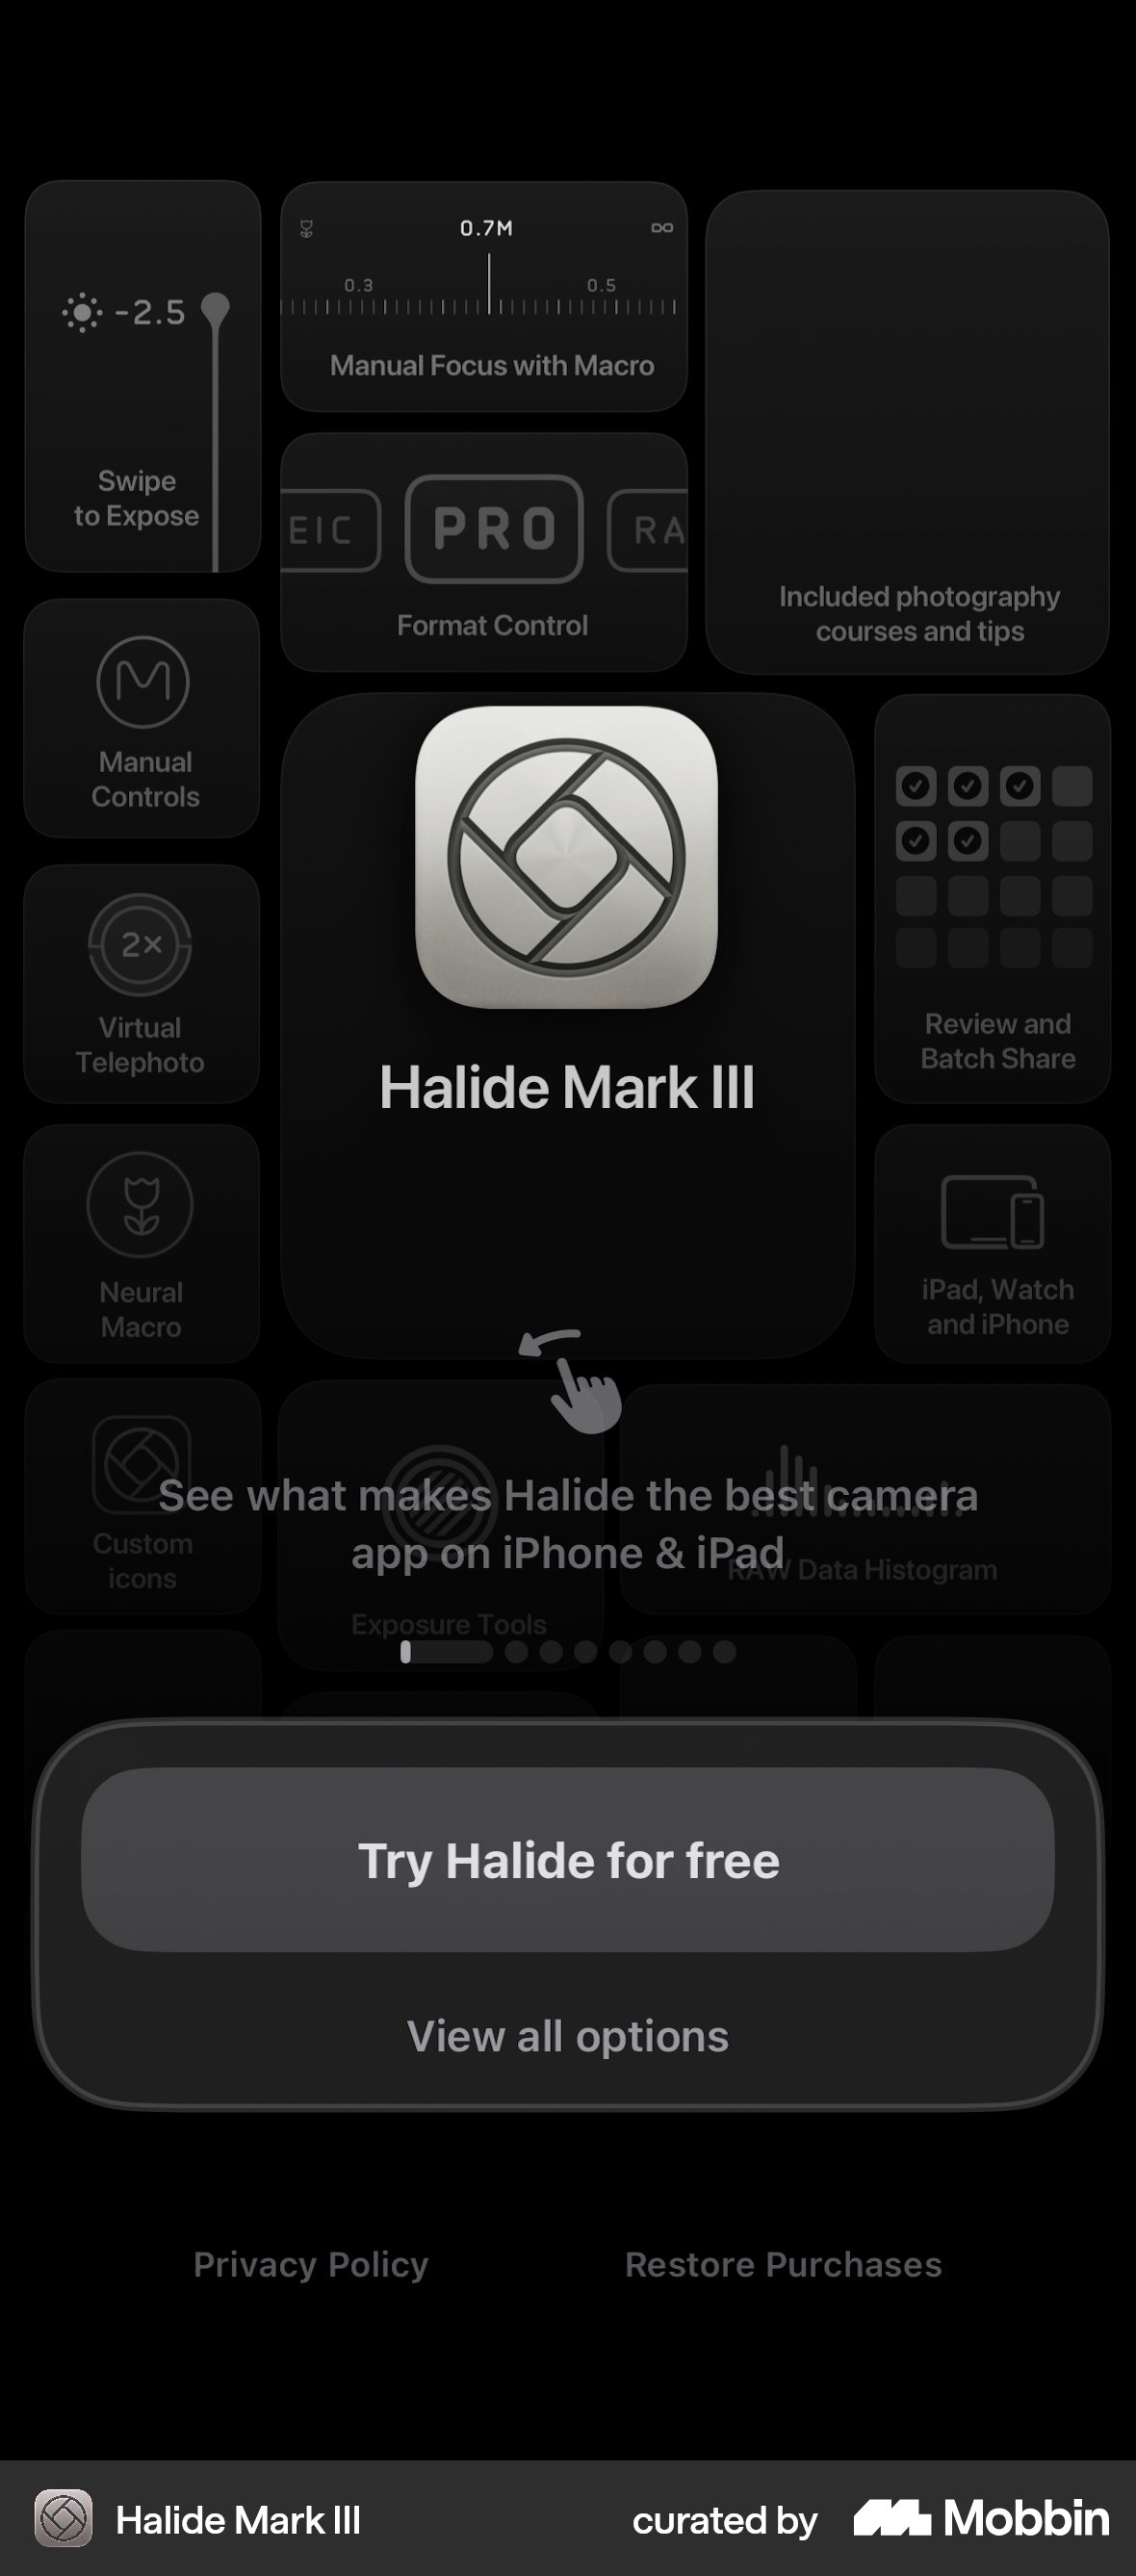 0.7M
0.3
0.5
Manual Focus with Macro
-2.5
Swipe
to Expose
EIC
PRO
RA
Format Control
Included photography
courses and tips
M
Manual
Controls
2×
Virtual
Telephoto
Halide Mark III
Review and
Batch Share
Neural
Macro
iPad, Watch
and iPhone
See what makes Halide the best camera
app on iPhone & iPad
Custom
icons
RAW Data Histogram
Exposure Tools
Try Halide for free
View all options
Privacy Policy
Restore Purchases
Halide Mark III
curated by
Mobbin